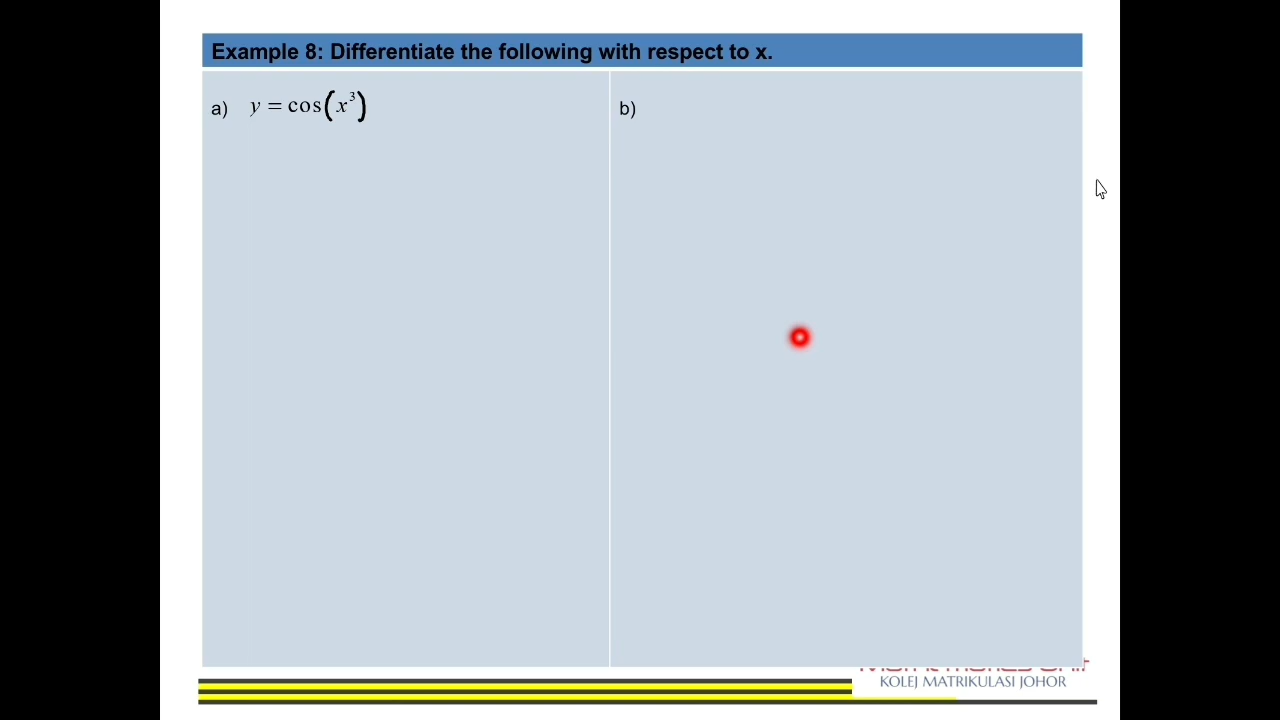 Example 8: Differentiate the following with respect to x.
a) y = cos(x³)
b)
KOLEJ MATRIKULASI JOHOR